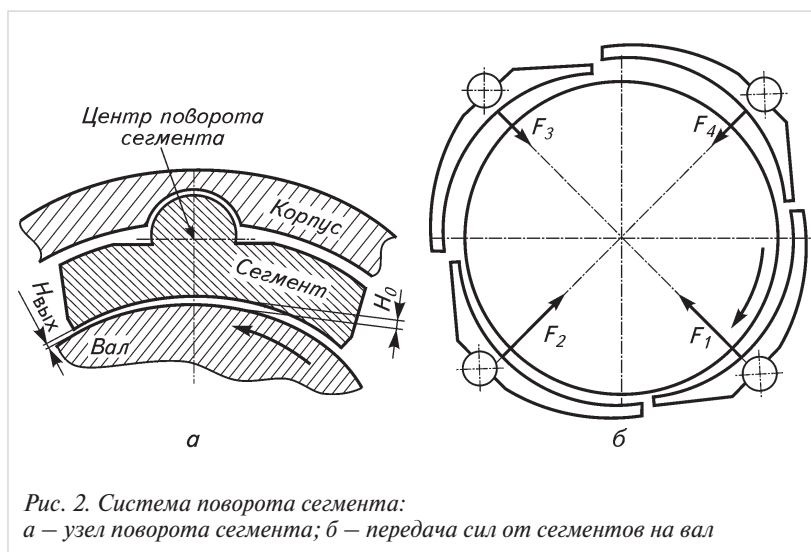 Центр поворота
сегмента
Корпус
Сегмент
Hвых
H0
Вал
а
F3
F4
F2
F1
б
Рис. 2. Система поворота сегмента:
а — узел поворота сегмента; б — передача сил от сегментов на вал